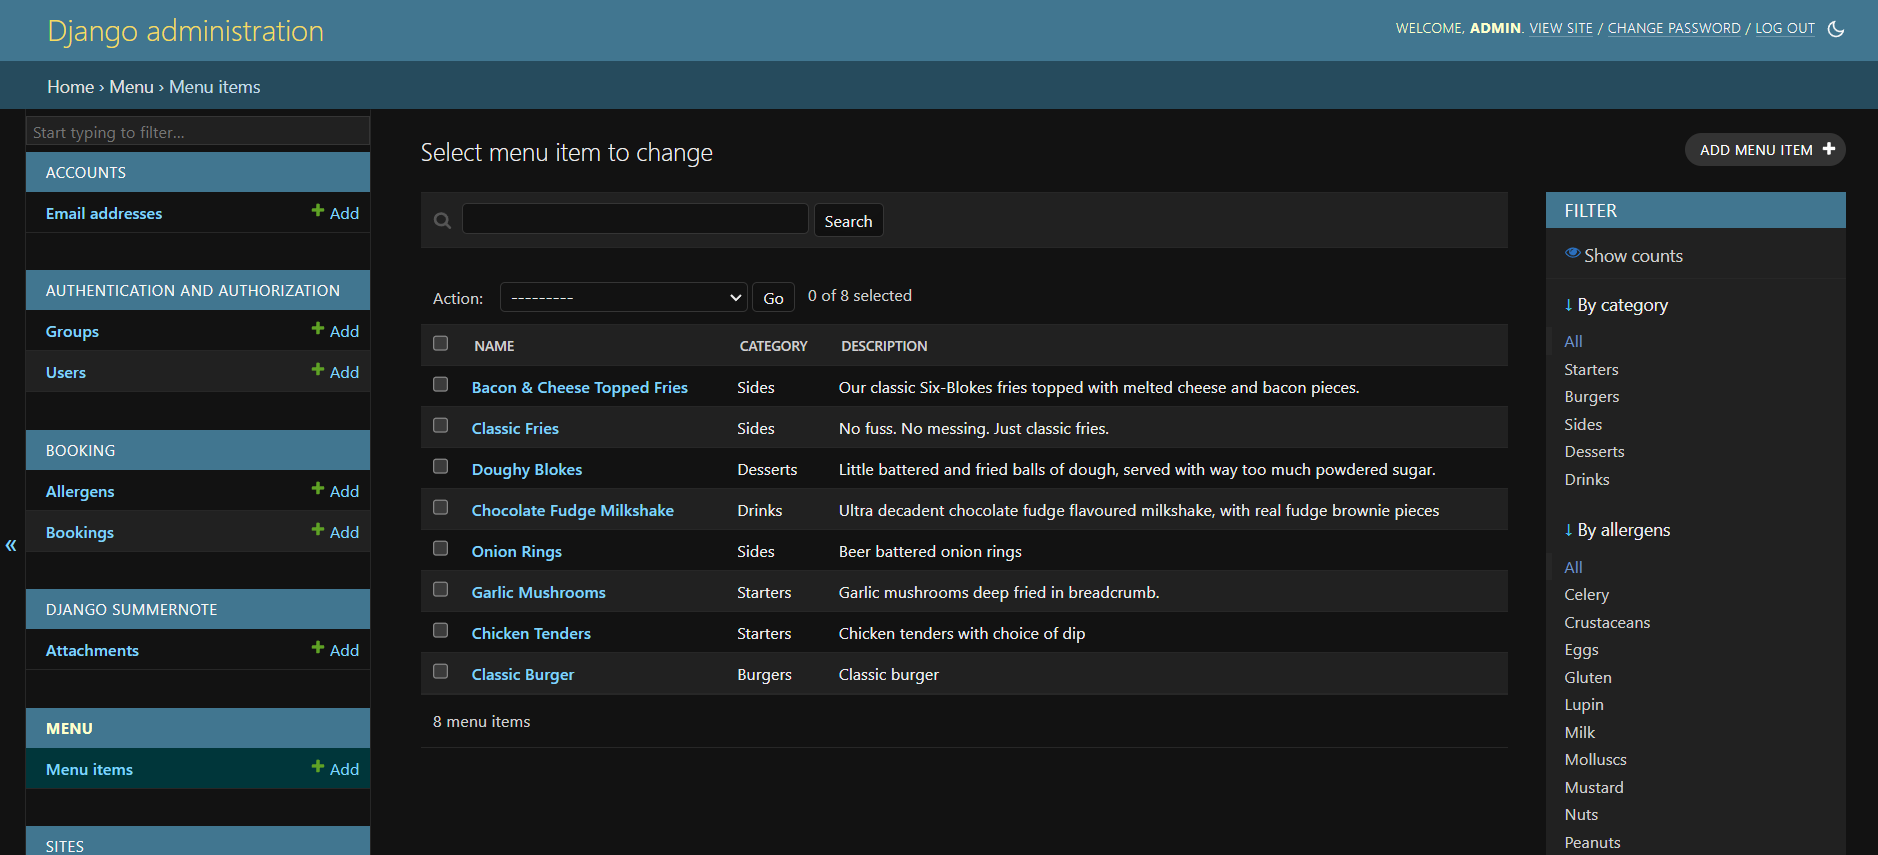 Django administration
WELCOME, ADMIN. VIEW SITE / CHANGE PASSWORD / LOG OUT
Home › Menu › Menu items
Start typing to filter...
ACCOUNTS
Email addresses + Add
AUTHENTICATION AND AUTHORIZATION
Groups + Add
Users + Add
BOOKING
Allergens + Add
Bookings + Add
«
DJANGO SUMMERNOTE
Attachments + Add
MENU
Menu items + Add
SITES
Select menu item to change
ADD MENU ITEM +
Search
Action: --------- Go 0 of 8 selected
NAME CATEGORY DESCRIPTION
Bacon & Cheese Topped Fries Sides Our classic Six-Blokes fries topped with melted cheese and bacon pieces.
Classic Fries Sides No fuss. No messing. Just classic fries.
Doughy Blokes Desserts Little battered and fried balls of dough, served with way too much powdered sugar.
Chocolate Fudge Milkshake Drinks Ultra decadent chocolate fudge flavoured milkshake, with real fudge brownie pieces
Onion Rings Sides Beer battered onion rings
Garlic Mushrooms Starters Garlic mushrooms deep fried in breadcrumb.
Chicken Tenders Starters Chicken tenders with choice of dip
Classic Burger Burgers Classic burger
8 menu items
FILTER
Show counts
↓ By category
All
Starters
Burgers
Sides
Desserts
Drinks
↓ By allergens
All
Celery
Crustaceans
Eggs
Gluten
Lupin
Milk
Molluscs
Mustard
Nuts
Peanuts